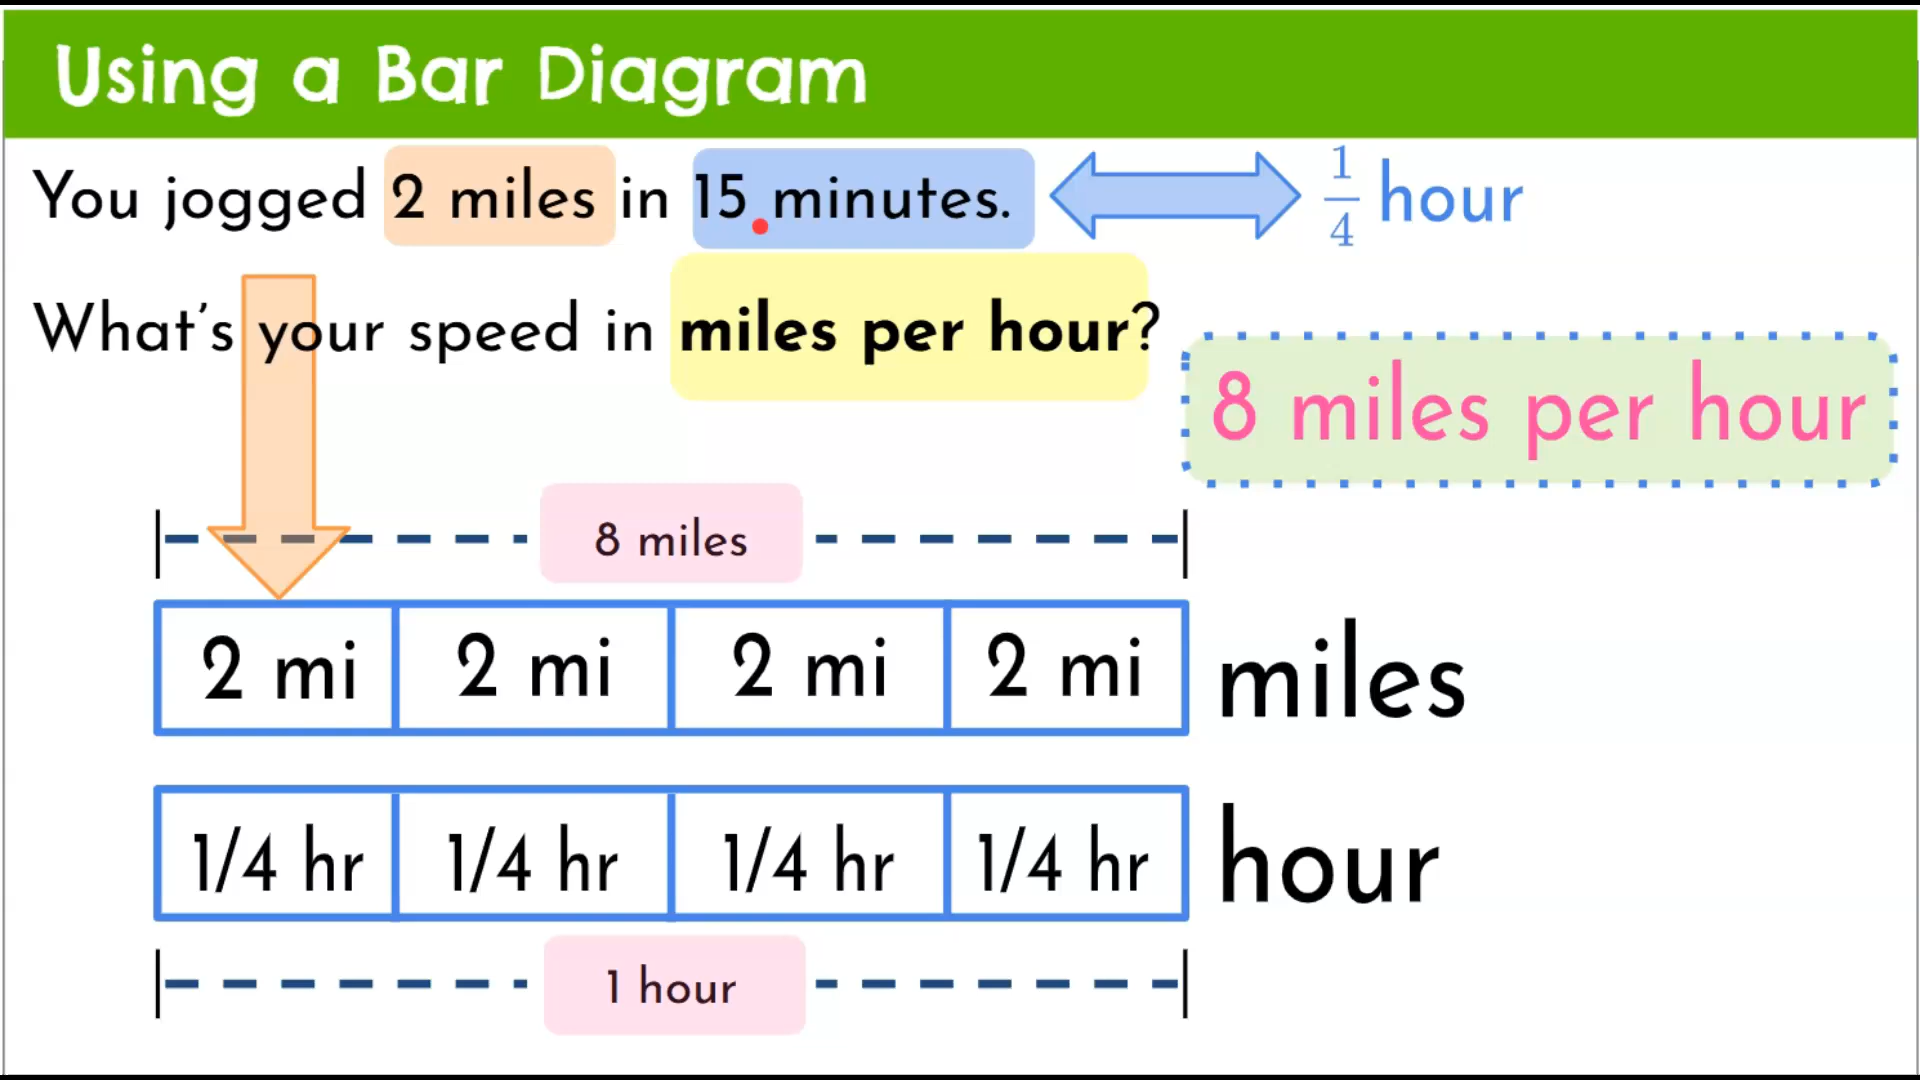 Using a Bar Diagram
You jogged 2 miles in 15 minutes. 1/4 hour
What's your speed in miles per hour?
8 miles per hour
8 miles
2 mi 2 mi 2 mi 2 mi miles
1/4 hr 1/4 hr 1/4 hr 1/4 hr hour
1 hour